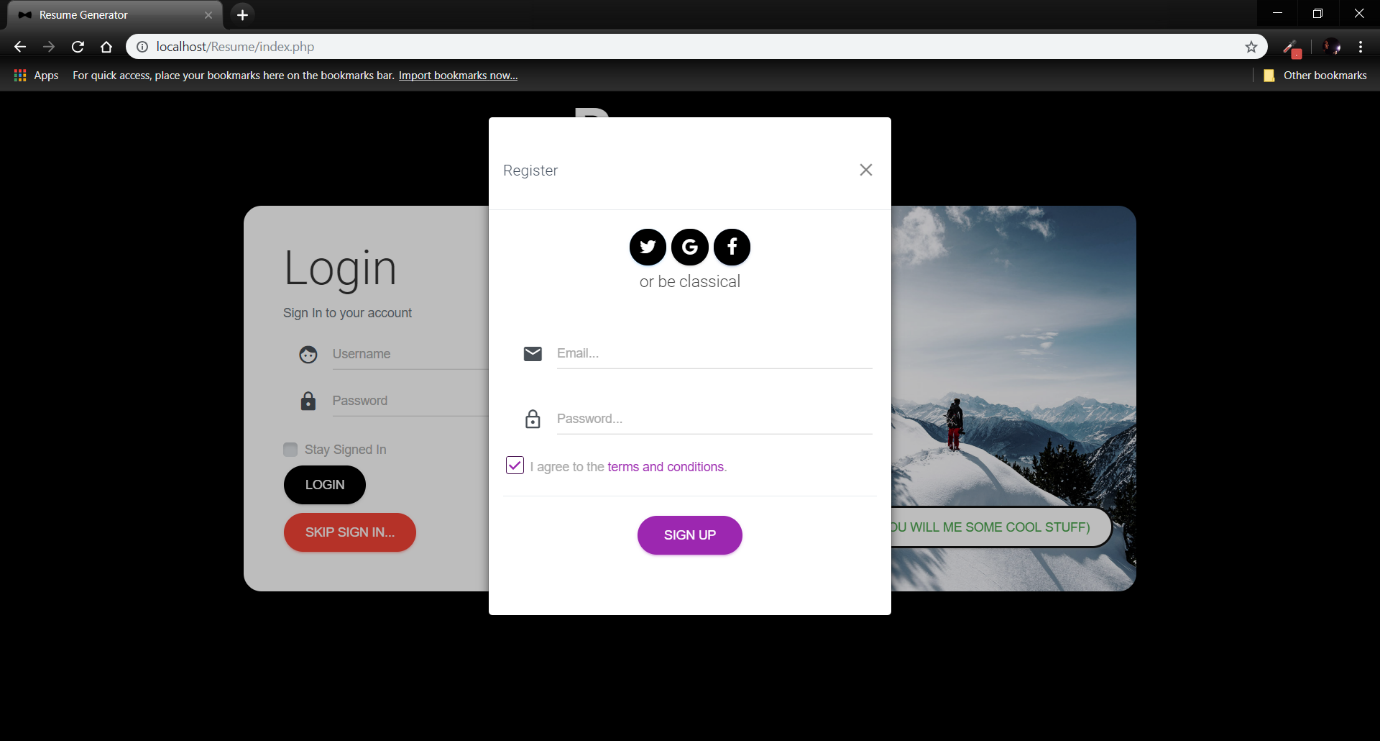 Resume Generator
localhost/Resume/index.php
Apps
For quick access, place your bookmarks here on the bookmarks bar. Import bookmarks now...
Other bookmarks
Register
or be classical
Email...
Password...
I agree to the terms and conditions.
SIGN UP
Login
Sign In to your account
Username
Password
Stay Signed In
LOGIN
SKIP SIGN IN...
OU WILL ME SOME COOL STUFF)